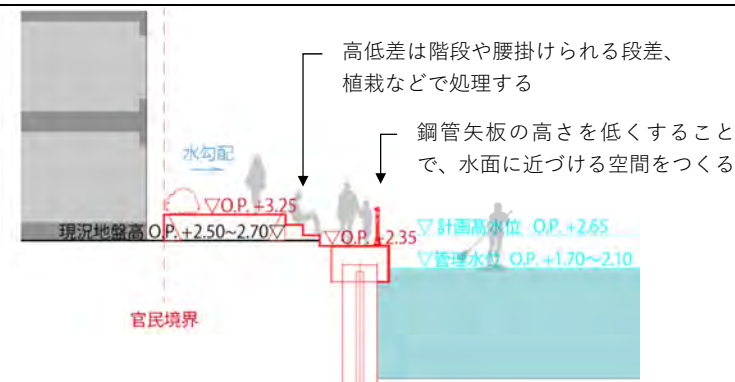 高低差は階段や腰掛けられる段差、
植栽などで処理する
鋼管矢板の高さを低くすること
で、水面に近づける空間をつくる
水勾配
▽O.P. +3.25
現況地盤高 O.P. +2.50~2.70▽
▽O.P. +2.35
▽計画高水位 O.P. +2.65
▽管理水位 O.P. +1.70~2.10
官民境界